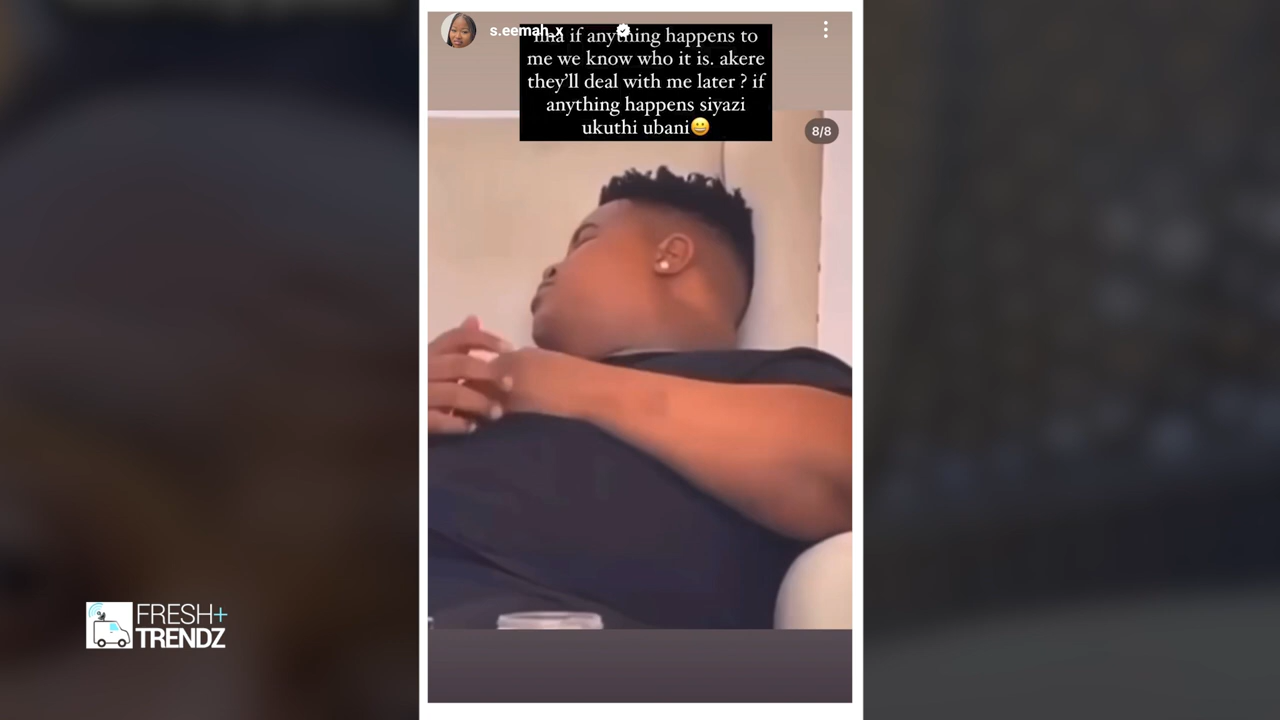 s.eemah_x
if anything happens to
me we know who it is. akere
they’ll deal with me later ? if
anything happens siyazi
ukuthi ubani😀
8/8
FRESH+
TRENDZ